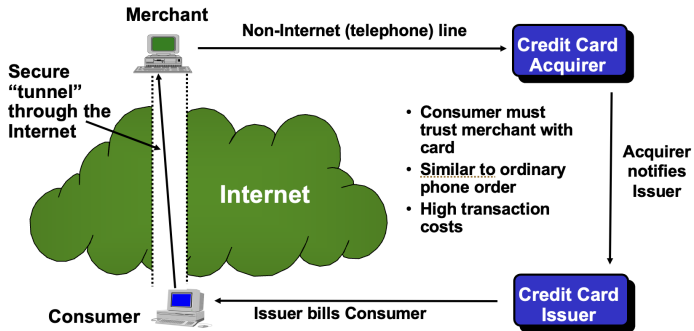 Merchant
Non-Internet (telephone) line
Credit Card
Acquirer
Secure
“tunnel”
through the
Internet
• Consumer must
trust merchant with
card
• Similar to ordinary
phone order
• High transaction
costs
Acquirer
notifies
Issuer
Internet
Consumer
Issuer bills Consumer
Credit Card
Issuer